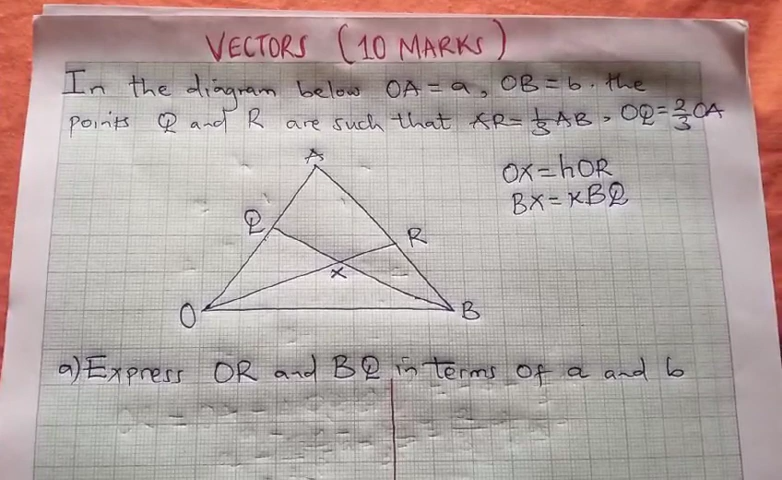 VECTORS (10 MARKS)
In the diagram below OA = a, OB = b. the
points Q and R are such that AR = 1/3 AB, OQ = 2/3 OA
OX = hOR
BX = KBQ
A
Q
R
X
O
B
a) Express OR and BQ in terms of a and b